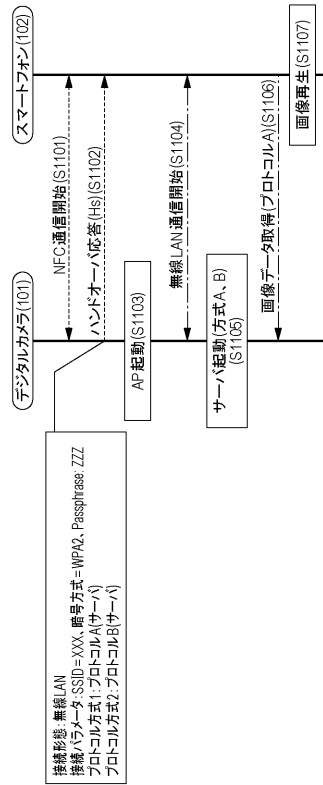 デジタルカメラ(101)
スマートフォン(102)
NFC通信開始(S1101)
ハンドオーバ応答(Hs)(S1102)
接続形態:無線LAN
接続パラメータ:SSID=XXX、暗号方式=WPA2、Passphrase: ZZZ
プロトコル方式1:プロトコルA(サーバ)
プロトコル方式2:プロトコルB(サーバ)
AP起動(S1103)
無線LAN通信開始(S1104)
サーバ起動(方式A、B)
(S1105)
画像データ取得(プロトコルA)(S1106)
画像再生(S1107)